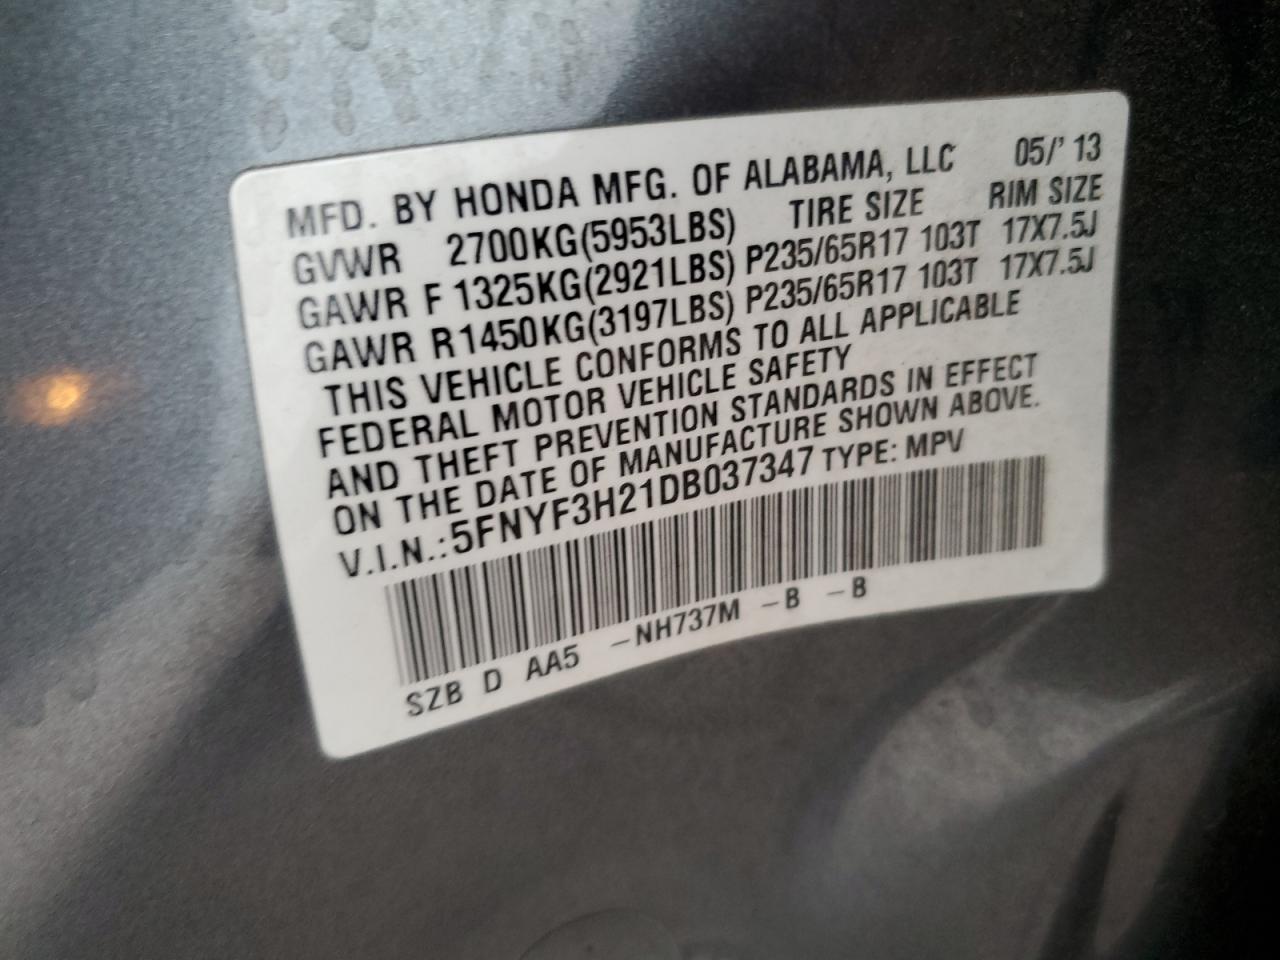 MFD. BY HONDA MFG. OF ALABAMA, LLC 05/' 13
GVWR 2700KG(5953LBS) TIRE SIZE RIM SIZE
GAWR F 1325KG(2921LBS) P235/65R17 103T 17X7.5J
GAWR R1450KG(3197LBS) P235/65R17 103T 17X7.5J
THIS VEHICLE CONFORMS TO ALL APPLICABLE
FEDERAL MOTOR VEHICLE SAFETY
AND THEFT PREVENTION STANDARDS IN EFFECT
ON THE DATE OF MANUFACTURE SHOWN ABOVE.
V.I.N.:5FNYF3H21DB037347 TYPE: MPV
SZB D AA5 -NH737M -B -B